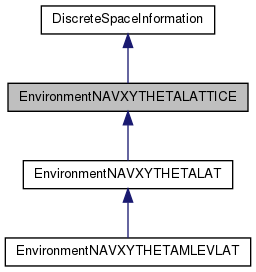 DiscreteSpaceInformation
EnvironmentNAVXYTHETALATTICE
EnvironmentNAVXYTHETALAT
EnvironmentNAVXYTHETAMLEVLAT